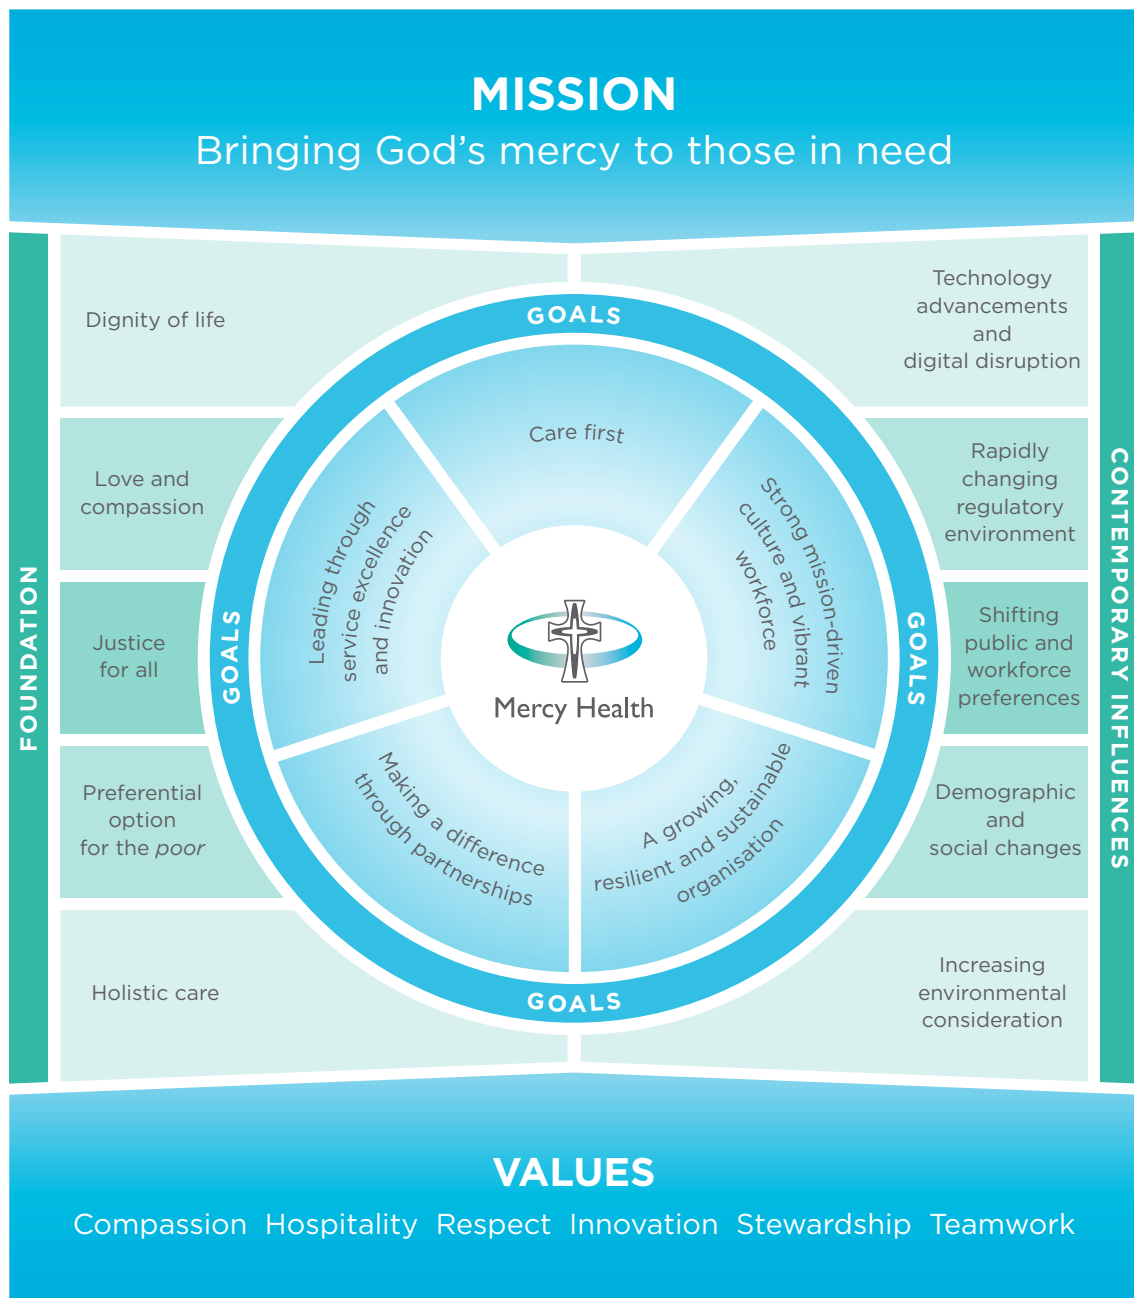 MISSION
Bringing God’s mercy to those in need
FOUNDATION
Dignity of life
Love and
compassion
Justice
for all
Preferential
option
for the poor
Holistic care
GOALS
GOALS
GOALS
GOALS
Care first
Strong mission-driven
culture and vibrant
workforce
A growing,
resilient and sustainable
organisation
Making a difference
through partnerships
Leading through
service excellence
and innovation
Mercy Health
Technology
advancements
and
digital disruption
Rapidly
changing
regulatory
environment
Shifting
public and
workforce
preferences
Demographic
and
social changes
Increasing
environmental
consideration
CONTEMPORARY INFLUENCES
VALUES
Compassion Hospitality Respect Innovation Stewardship Teamwork